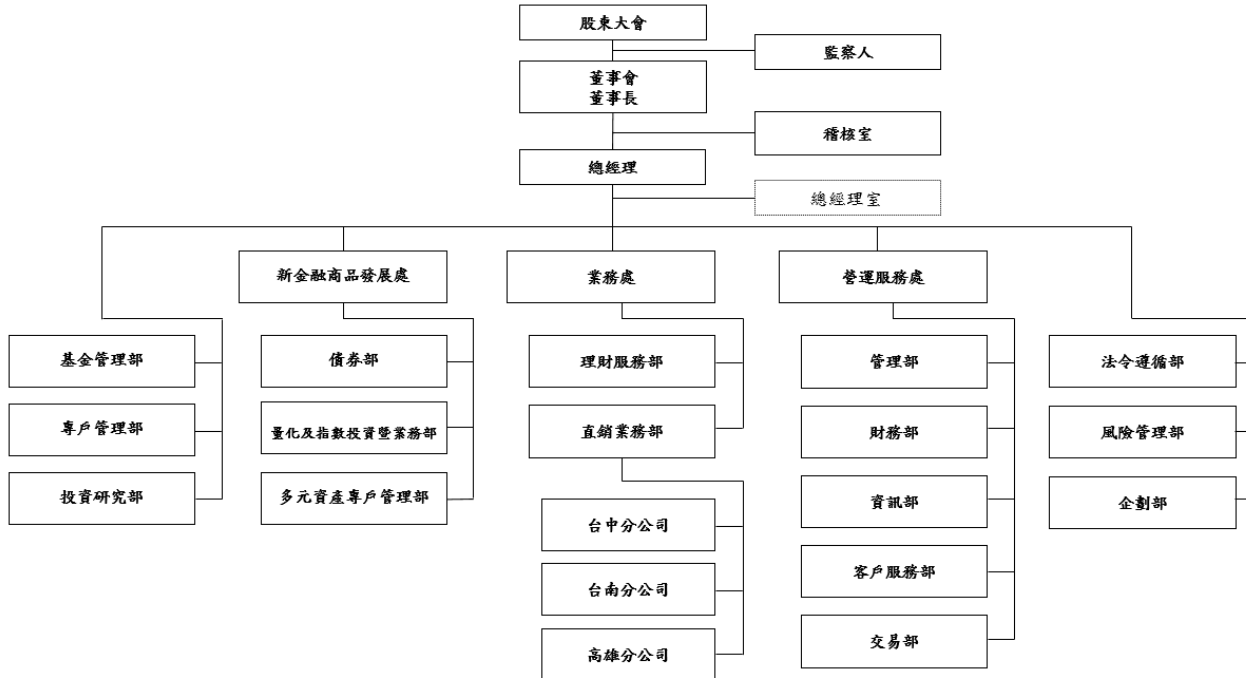 股東大會
監察人
董事會
董事長
稽核室
總經理
總經理室
新金融商品發展處
業務處
營運服務處
基金管理部
債券部
理財服務部
管理部
法令遵循部
專戶管理部
量化及指數投資暨業務部
直銷業務部
財務部
風險管理部
投資研究部
多元資產專戶管理部
台中分公司
資訊部
企劃部
台南分公司
客戶服務部
高雄分公司
交易部